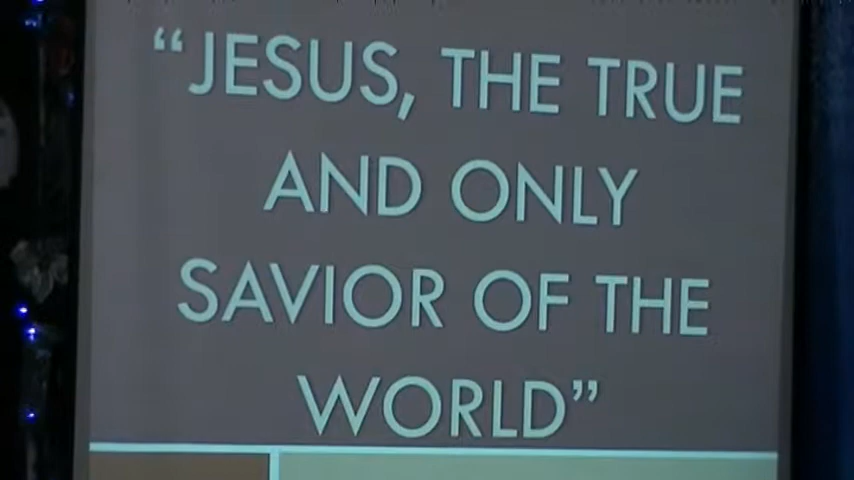 “JESUS, THE TRUE
AND ONLY
SAVIOR OF THE
WORLD”